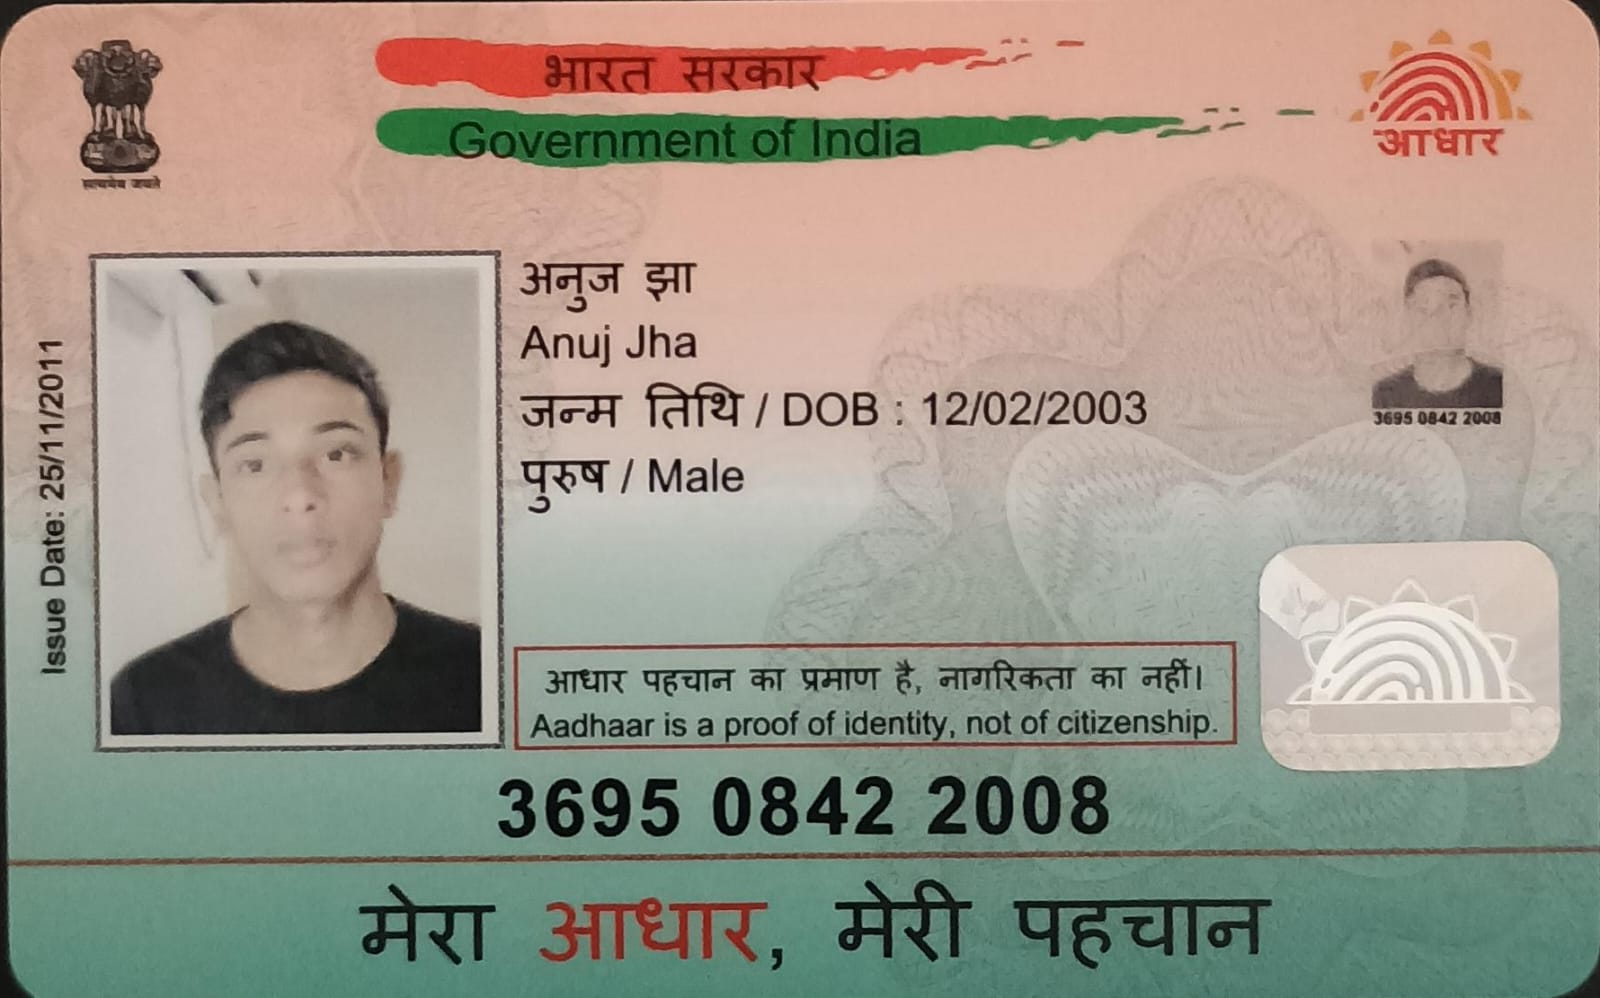 भारत सरकार
Government of India
सत्यमेव जयते
आधार
Issue Date: 25/11/2011
अनुज झा
Anuj Jha
जन्म तिथि / DOB : 12/02/2003
पुरुष / Male
3695 0842 2008
आधार पहचान का प्रमाण है, नागरिकता का नहीं।
Aadhaar is a proof of identity, not of citizenship.
3695 0842 2008
मेरा आधार, मेरी पहचान